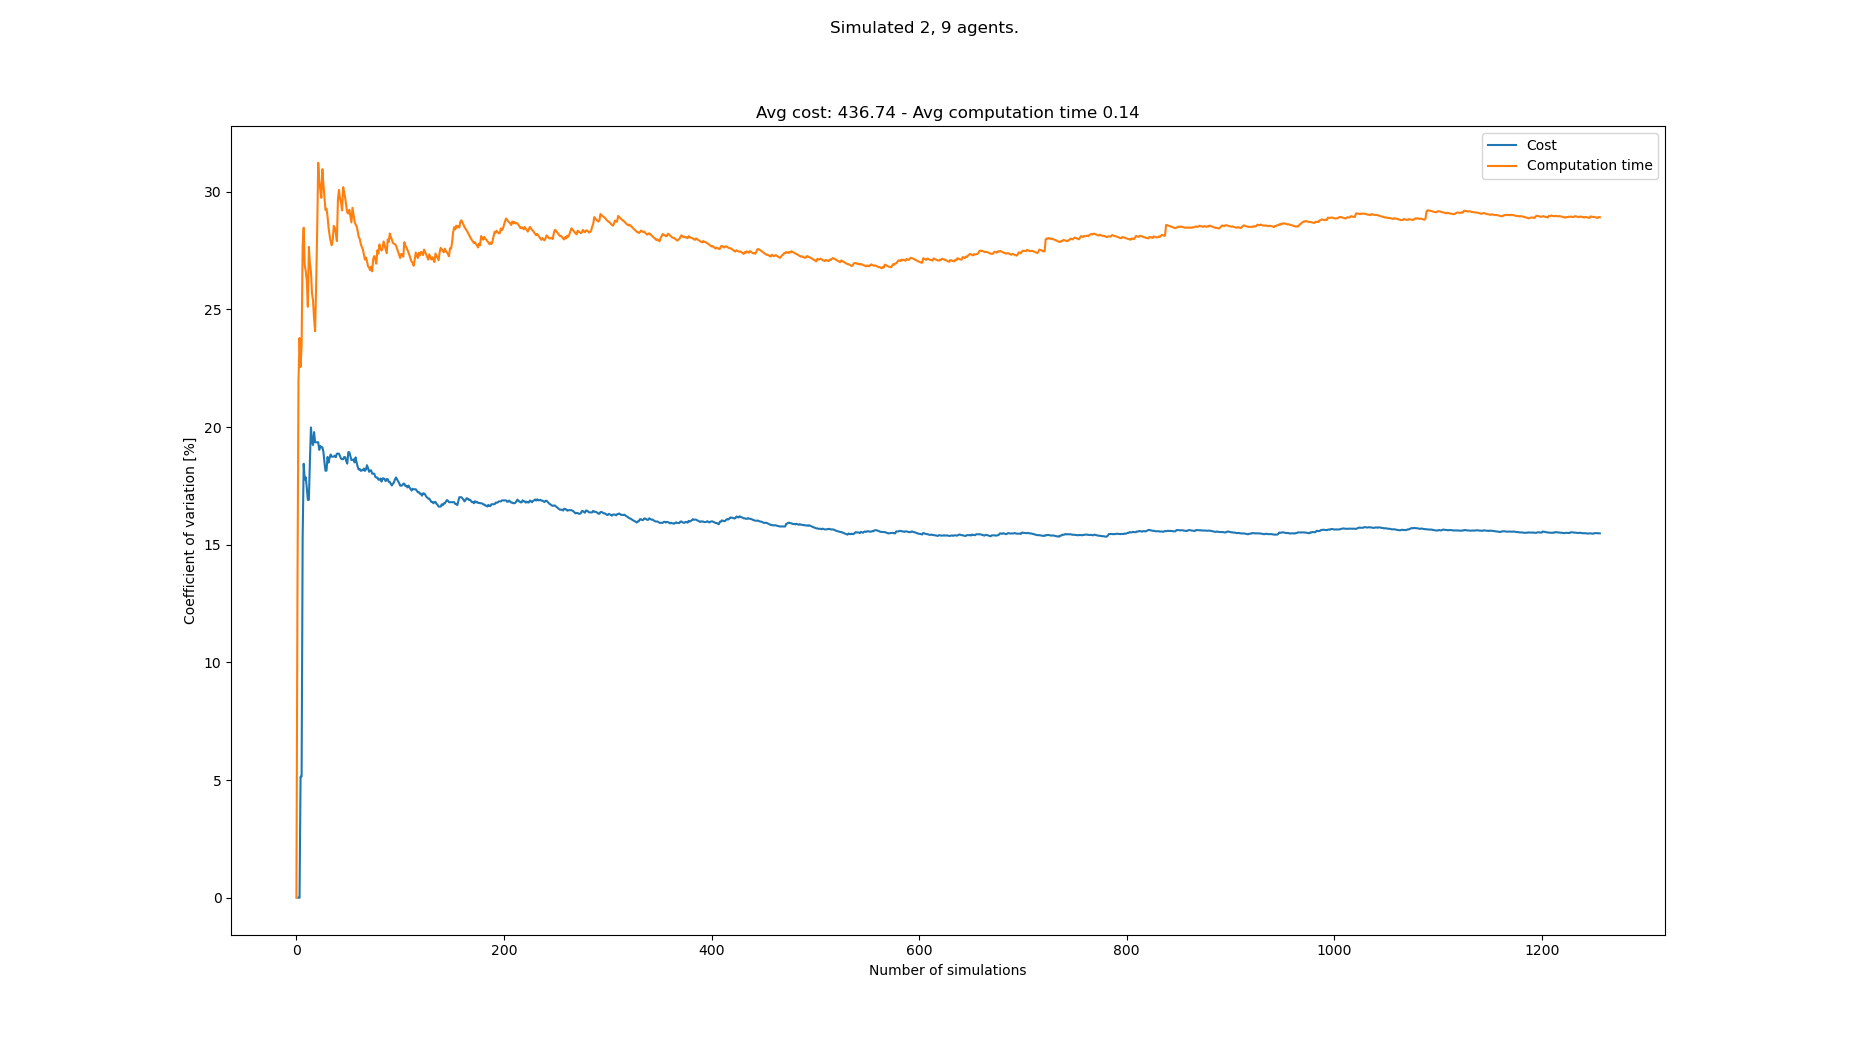 Simulated 2, 9 agents.
Avg cost: 436.74 - Avg computation time 0.14
Cost
Computation time
30
25
20
15
10
5
0
Coefficient of variation [%]
0 200 400 600 800 1000 1200
Number of simulations